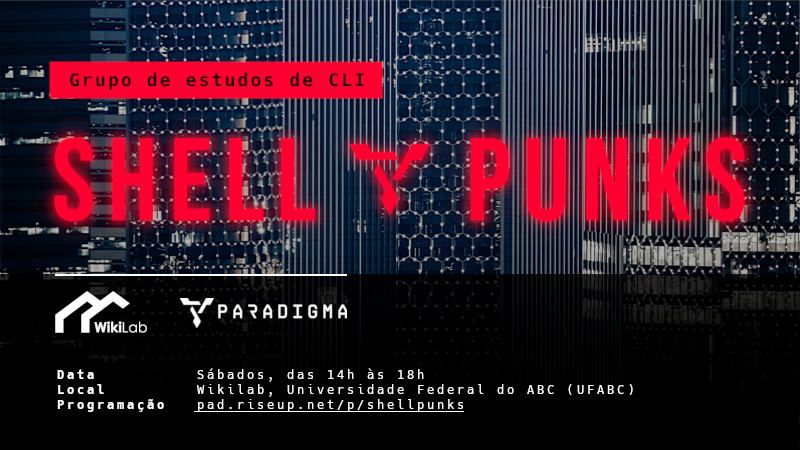 Grupo de estudos de CLI
SHELL PUNKS
WikiLab
PARADIGMA
Data Sábados, das 14h às 18h
Local Wikilab, Universidade Federal do ABC (UFABC)
Programação pad.riseup.net/p/shellpunks